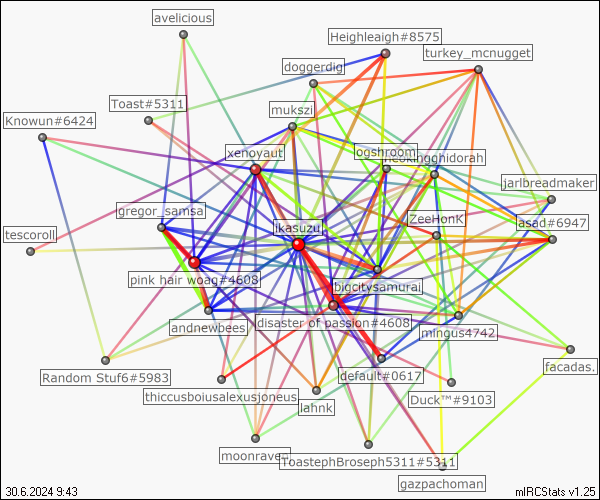 avelicious
Heighleaigh#8575
turkey_mcnugget
doggerdig
Toast#5311
mukszi
Knowun#6424
xenoyaut
logshroom
neoxingghidorah
jarlbreadmaker
gregor_samsa
ZeeHonK
asad#6947
ikasuzu
tescoroll
pink hair woag#4608
bigcitysamurai
andnewbees
disaster of passion#4608
mingus4742
facadas.
Random Stuf6#5983
default#0617
thiccusboiusalexusjoneus
lahnk
Duck™#9103
moonraven
ToastephBroseph5311#5311
gazpachoman
30.6.2024 9:43
mIRCStats v1.25